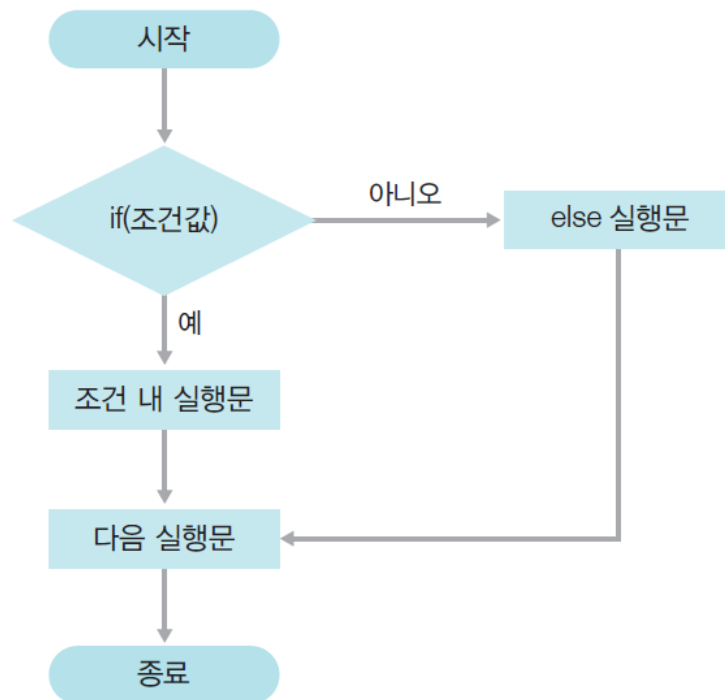 시작
if(조건값)
아니오
else 실행문
예
조건 내 실행문
다음 실행문
종료